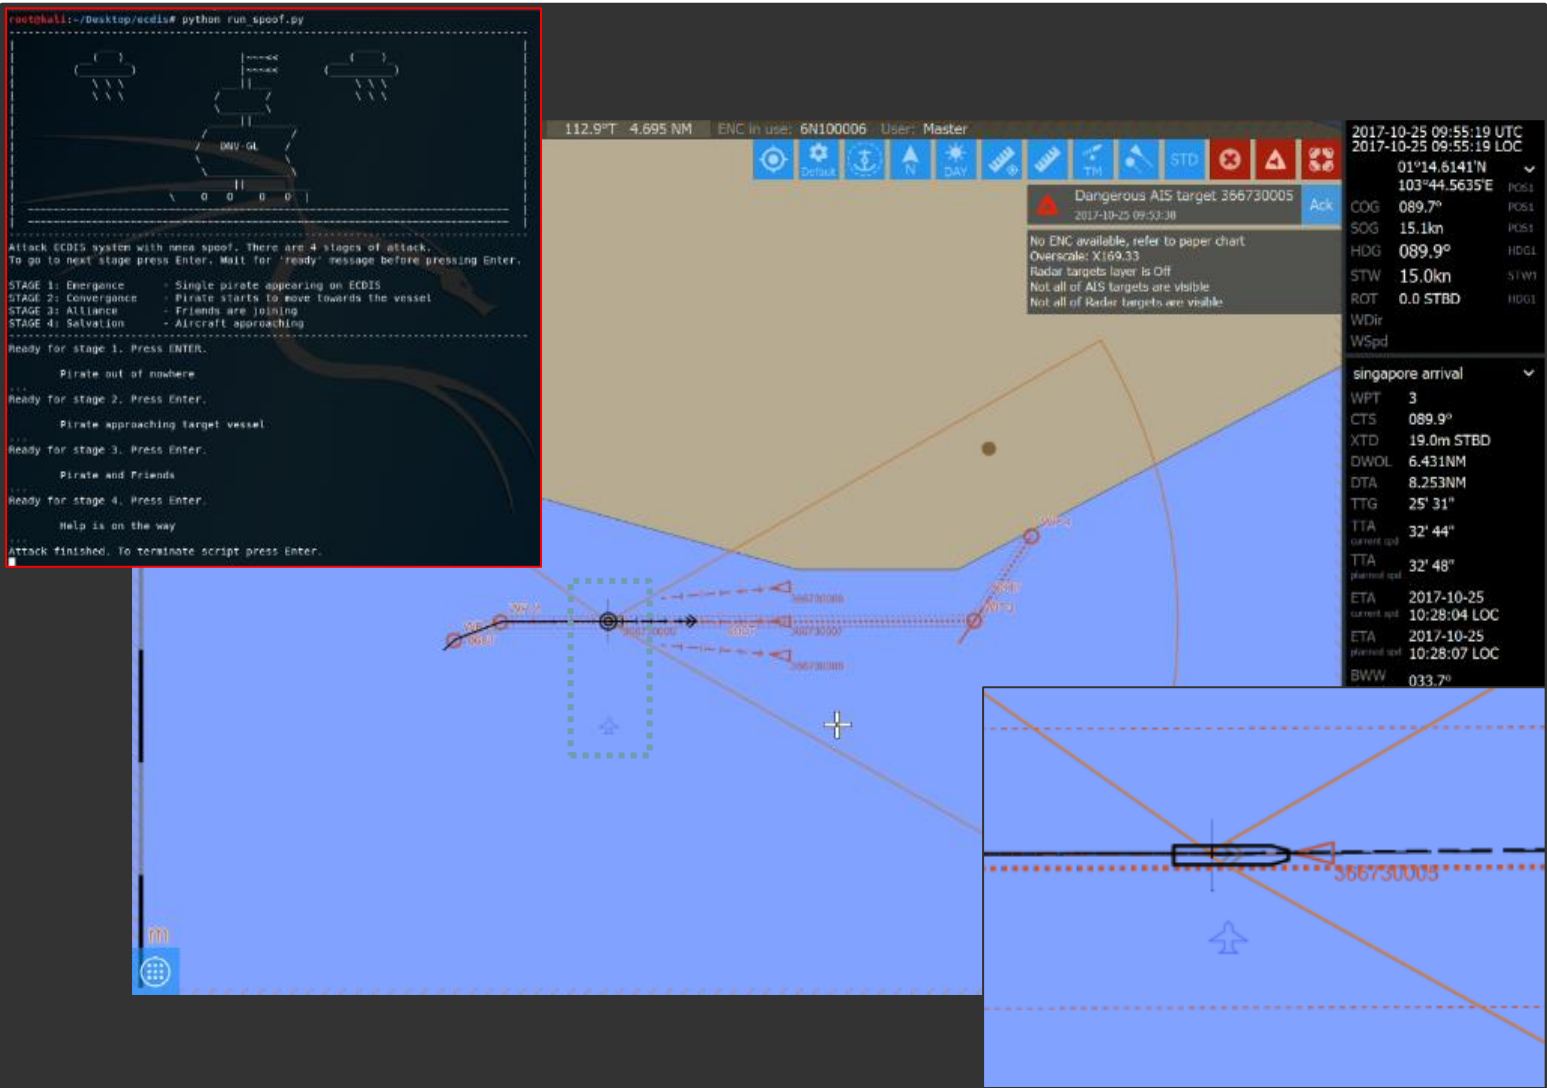 root@kali:~/Desktop/ecdis# python run_spoof.py
DNV-GL
Attack ECDIS system with nmea spoof. There are 4 stages of attack.
To go to next stage press Enter. Wait for 'ready' message before pressing Enter.
STAGE 1: Emergance - Single pirate appearing on ECDIS
STAGE 2: Convergance - Pirate starts to move towards the vessel
STAGE 3: Alliance - Friends are joining
STAGE 4: Salvation - Aircraft approaching
Ready for stage 1. Press ENTER.
Pirate out of nowhere
...
Ready for stage 2. Press Enter.
Pirate approaching target vessel
...
Ready for stage 3. Press Enter.
Pirate and Friends
...
Ready for stage 4. Press Enter.
Help is on the way
...
Attack finished. To terminate script press Enter.
112.9°T 4.695 NM ENC in use: 6N100006 User: Master
Default
N
DAY
TM
STD
Dangerous AIS target 366730005
2017-10-25 09:53:38
Ack
No ENC available, refer to paper chart
Overscale: X169.33
Radar targets layer is Off
Not all of AIS targets are visible
Not all of Radar targets are visible
2017-10-25 09:55:19 UTC
2017-10-25 09:55:19 LOC
01°14.6141'N
103°44.5635'E POS1
COG 089.7° POS1
SOG 15.1kn POS1
HDG 089.9° HDG1
STW 15.0kn STW1
ROT 0.0 STBD HDG1
WDir
WSpd
singapore arrival
WPT 3
CTS 089.9°
XTD 19.0m STBD
DWOL 6.431NM
DTA 8.253NM
TTG 25' 31"
TTA 32' 44"
current spd
TTA 32' 48"
planned spd
ETA 2017-10-25
current spd 10:28:04 LOC
ETA 2017-10-25
planned spd 10:28:07 LOC
BWW 033.7°
366730006
366730007
366730008
m
366730005